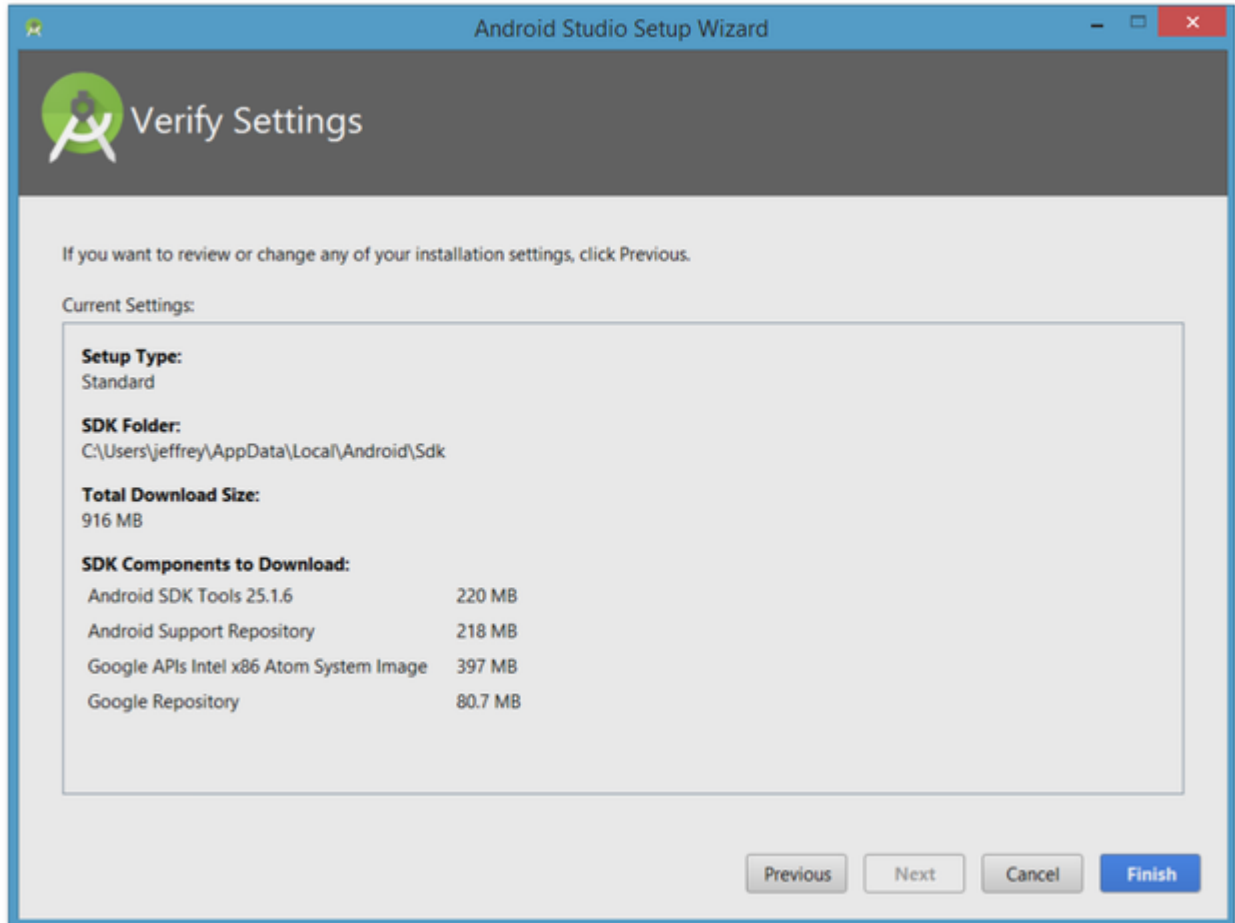 Android Studio Setup Wizard
Verify Settings
If you want to review or change any of your installation settings, click Previous.
Current Settings:
Setup Type:
Standard
SDK Folder:
C:\Users\jeffrey\AppData\Local\Android\Sdk
Total Download Size:
916 MB
SDK Components to Download:
Android SDK Tools 25.1.6 220 MB
Android Support Repository 218 MB
Google APIs Intel x86 Atom System Image 397 MB
Google Repository 80.7 MB
Previous Next Cancel Finish